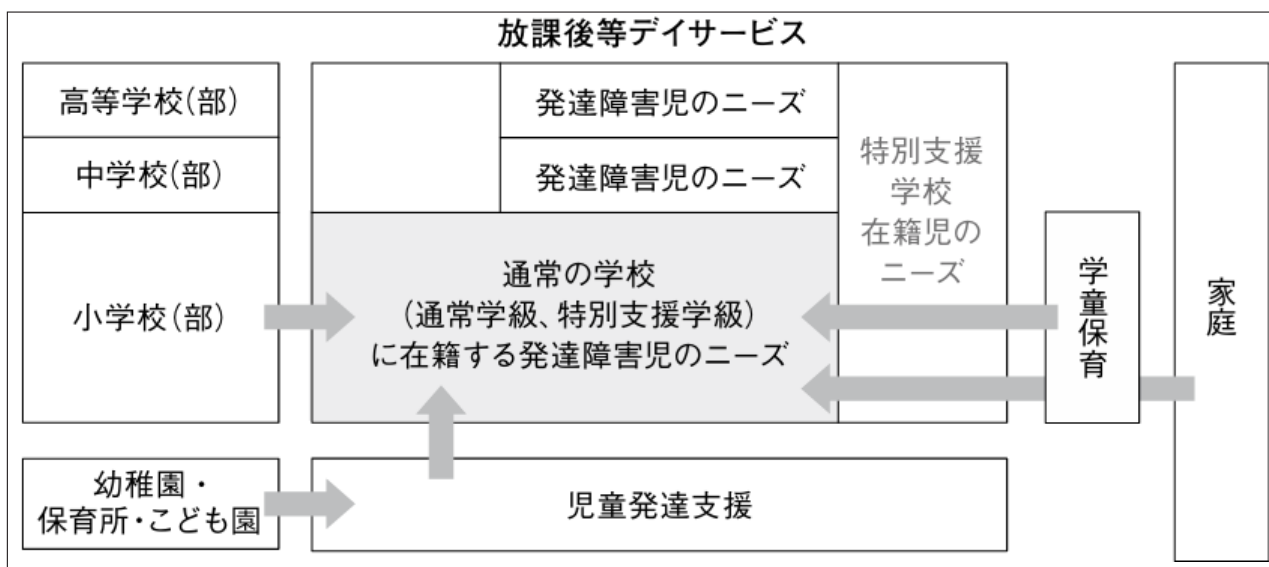 放課後等デイサービス
高等学校(部)
発達障害児のニーズ
中学校(部)
発達障害児のニーズ
特別支援
学校
在籍児の
ニーズ
小学校(部)
通常の学校
(通常学級、特別支援学級)
に在籍する発達障害児のニーズ
学童保育
家庭
幼稚園・
保育所・こども園
児童発達支援